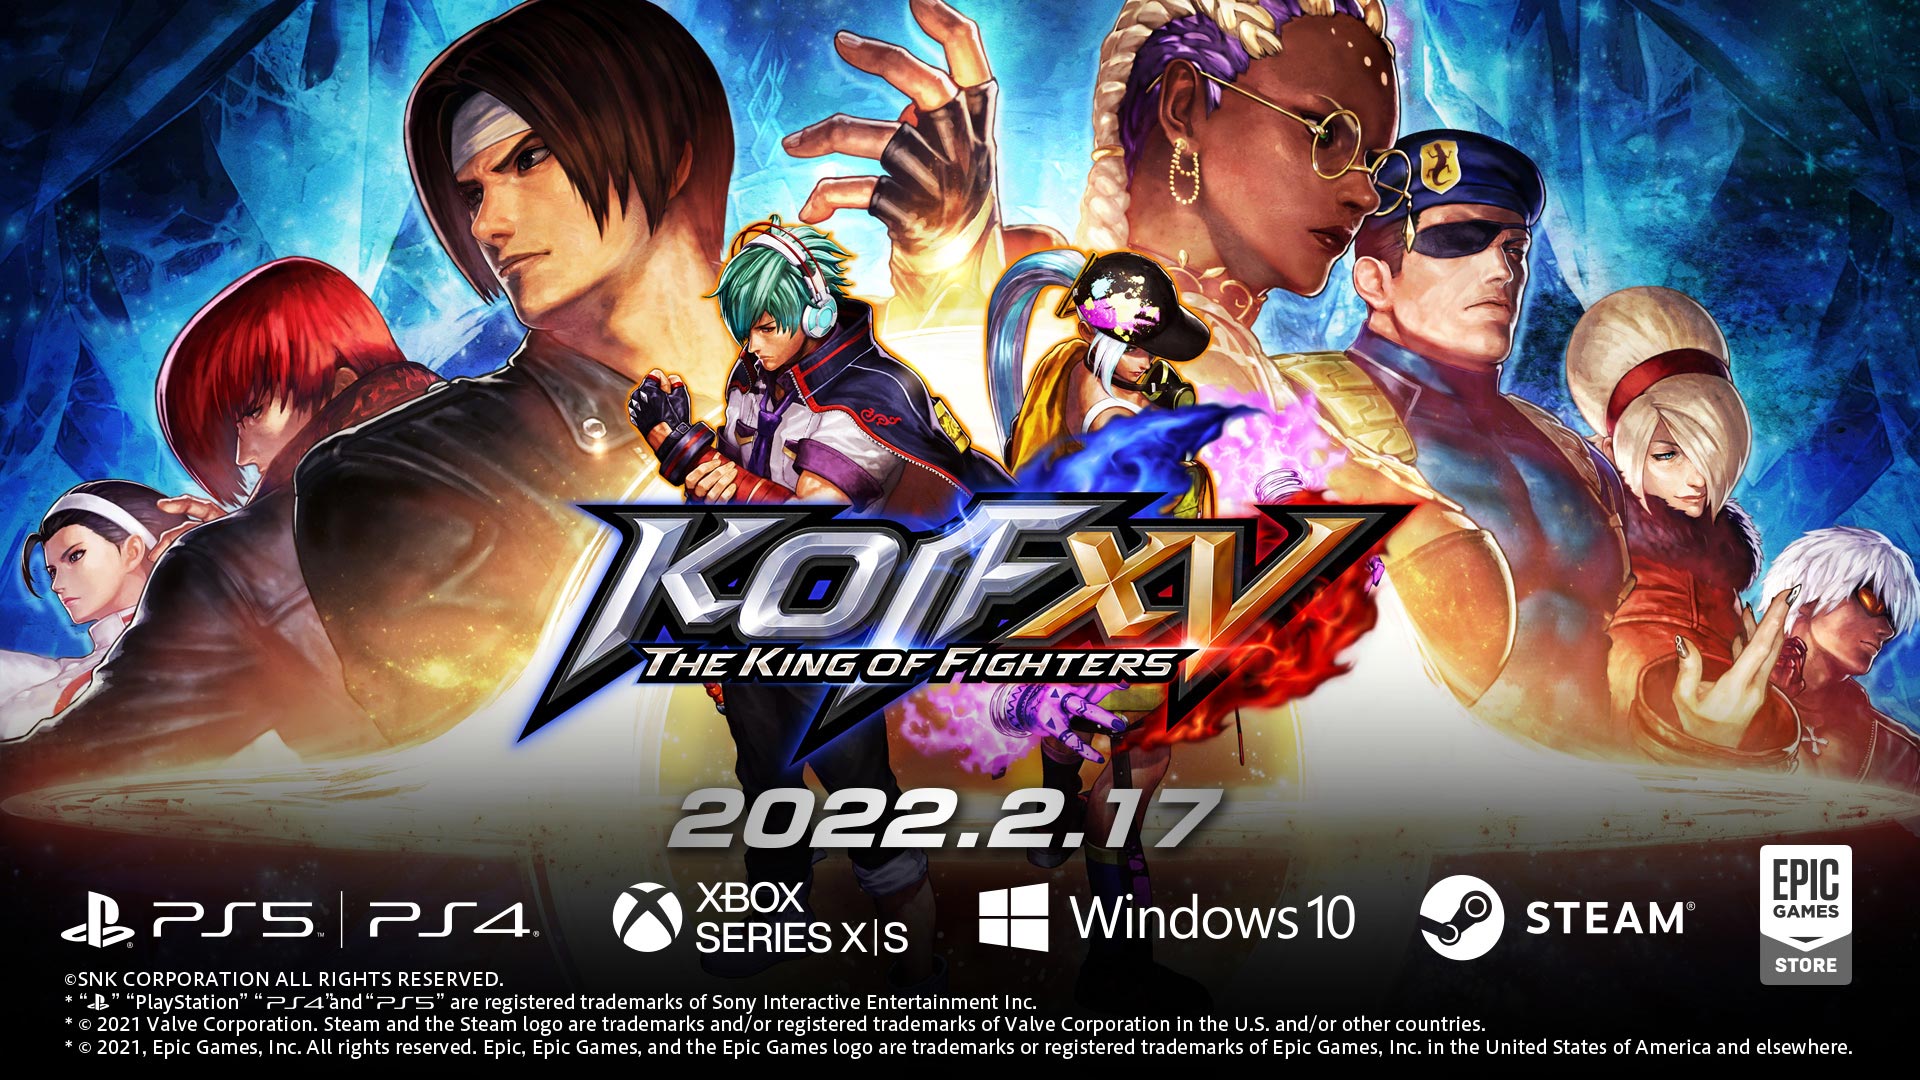 KOFXV
THE KING OF FIGHTERS
2022.2.17
PS5™ | PS4®
XBOX
SERIES X|S
Windows 10
STEAM®
EPIC
GAMES
STORE
©SNK CORPORATION ALL RIGHTS RESERVED.
* “PS” “PlayStation” “PS4” and “PS5” are registered trademarks of Sony Interactive Entertainment Inc.
* © 2021 Valve Corporation. Steam and the Steam logo are trademarks and/or registered trademarks of Valve Corporation in the U.S. and/or other countries.
* © 2021, Epic Games, Inc. All rights reserved. Epic, Epic Games, and the Epic Games logo are trademarks or registered trademarks of Epic Games, Inc. in the United States of America and elsewhere.